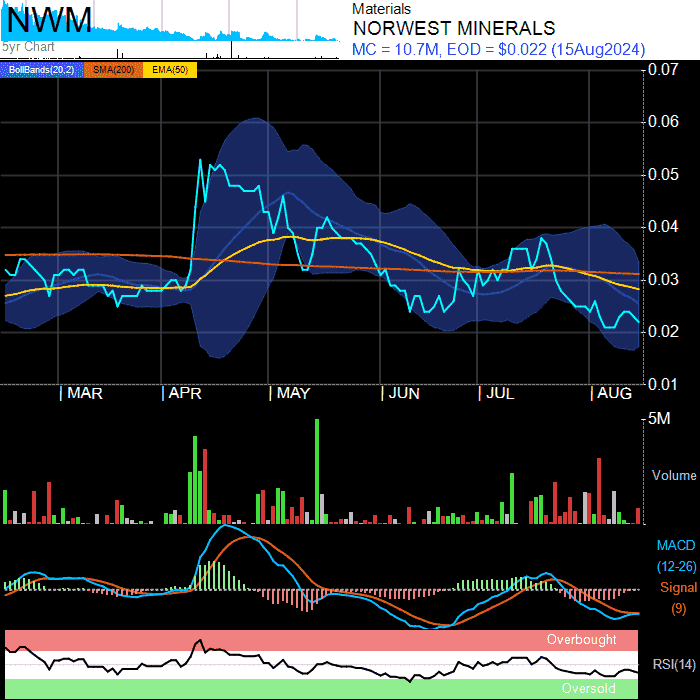 NWM
5yr Chart
Materials
NORWEST MINERALS
MC = 10.7M, EOD = $0.022 (15Aug2024)
BollBands(20,2) SMA(200) EMA(50)
0.07
0.06
0.05
0.04
0.03
0.02
0.01
MAR APR MAY JUN JUL AUG
5M
Volume
MACD
(12-26)
Signal
(9)
Overbought
RSI(14)
Oversold